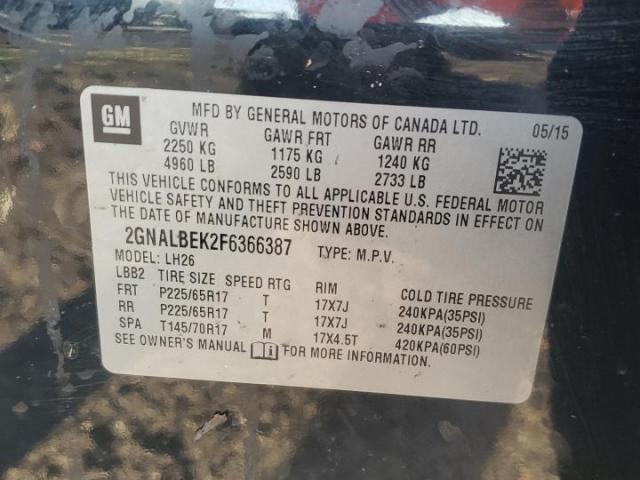 GM
MFD BY GENERAL MOTORS OF CANADA LTD. 05/15
GVWR GAWR FRT GAWR RR
2250 KG 1175 KG 1240 KG
4960 LB 2590 LB 2733 LB
THIS VEHICLE CONFORMS TO ALL APPLICABLE U.S. FEDERAL MOTOR
VEHICLE SAFETY AND THEFT PREVENTION STANDARDS IN EFFECT ON
THE DATE OF MANUFACTURE SHOWN ABOVE.
2GNALBEK2F6366387 TYPE: M.P.V.
MODEL: LH26
LBB2 TIRE SIZE SPEED RTG RIM COLD TIRE PRESSURE
FRT P225/65R17 T 17X7J 240KPA(35PSI)
RR P225/65R17 T 17X7J 240KPA(35PSI)
SPA T145/70R17 M 17X4.5T 420KPA(60PSI)
SEE OWNER'S MANUAL FOR MORE INFORMATION.